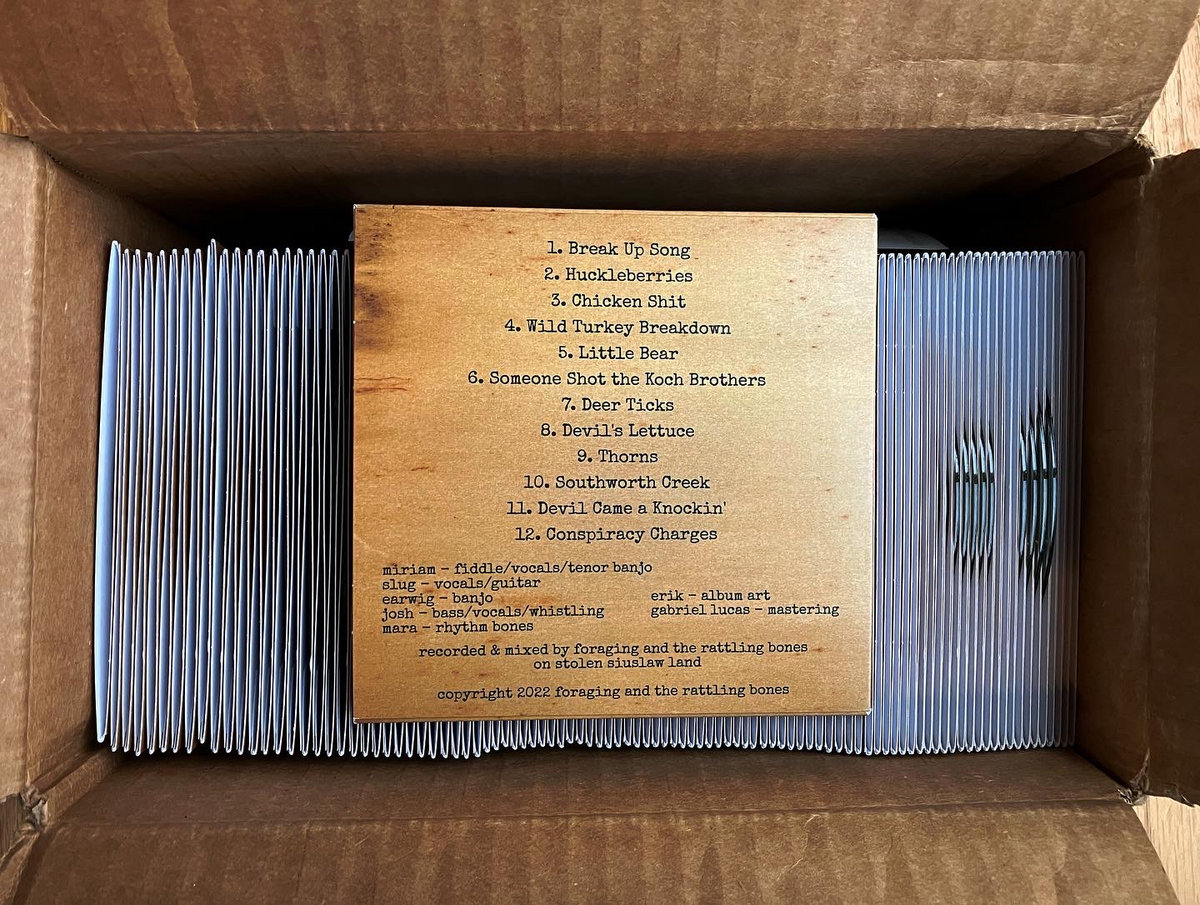 1. Break Up Song
2. Huckleberries
3. Chicken Shit
4. Wild Turkey Breakdown
5. Little Bear
6. Someone Shot the Koch Brothers
7. Deer Ticks
8. Devil's Lettuce
9. Thorns
10. Southworth Creek
11. Devil Came a Knockin'
12. Conspiracy Charges
miriam - fiddle/vocals/tenor banjo
slug - vocals/guitar
earwig - banjo
josh - bass/vocals/whistling
mara - rhythm bones
erik - album art
gabriel lucas - mastering
recorded & mixed by foraging and the rattling bones
on stolen siuslaw land
copyright 2022 foraging and the rattling bones